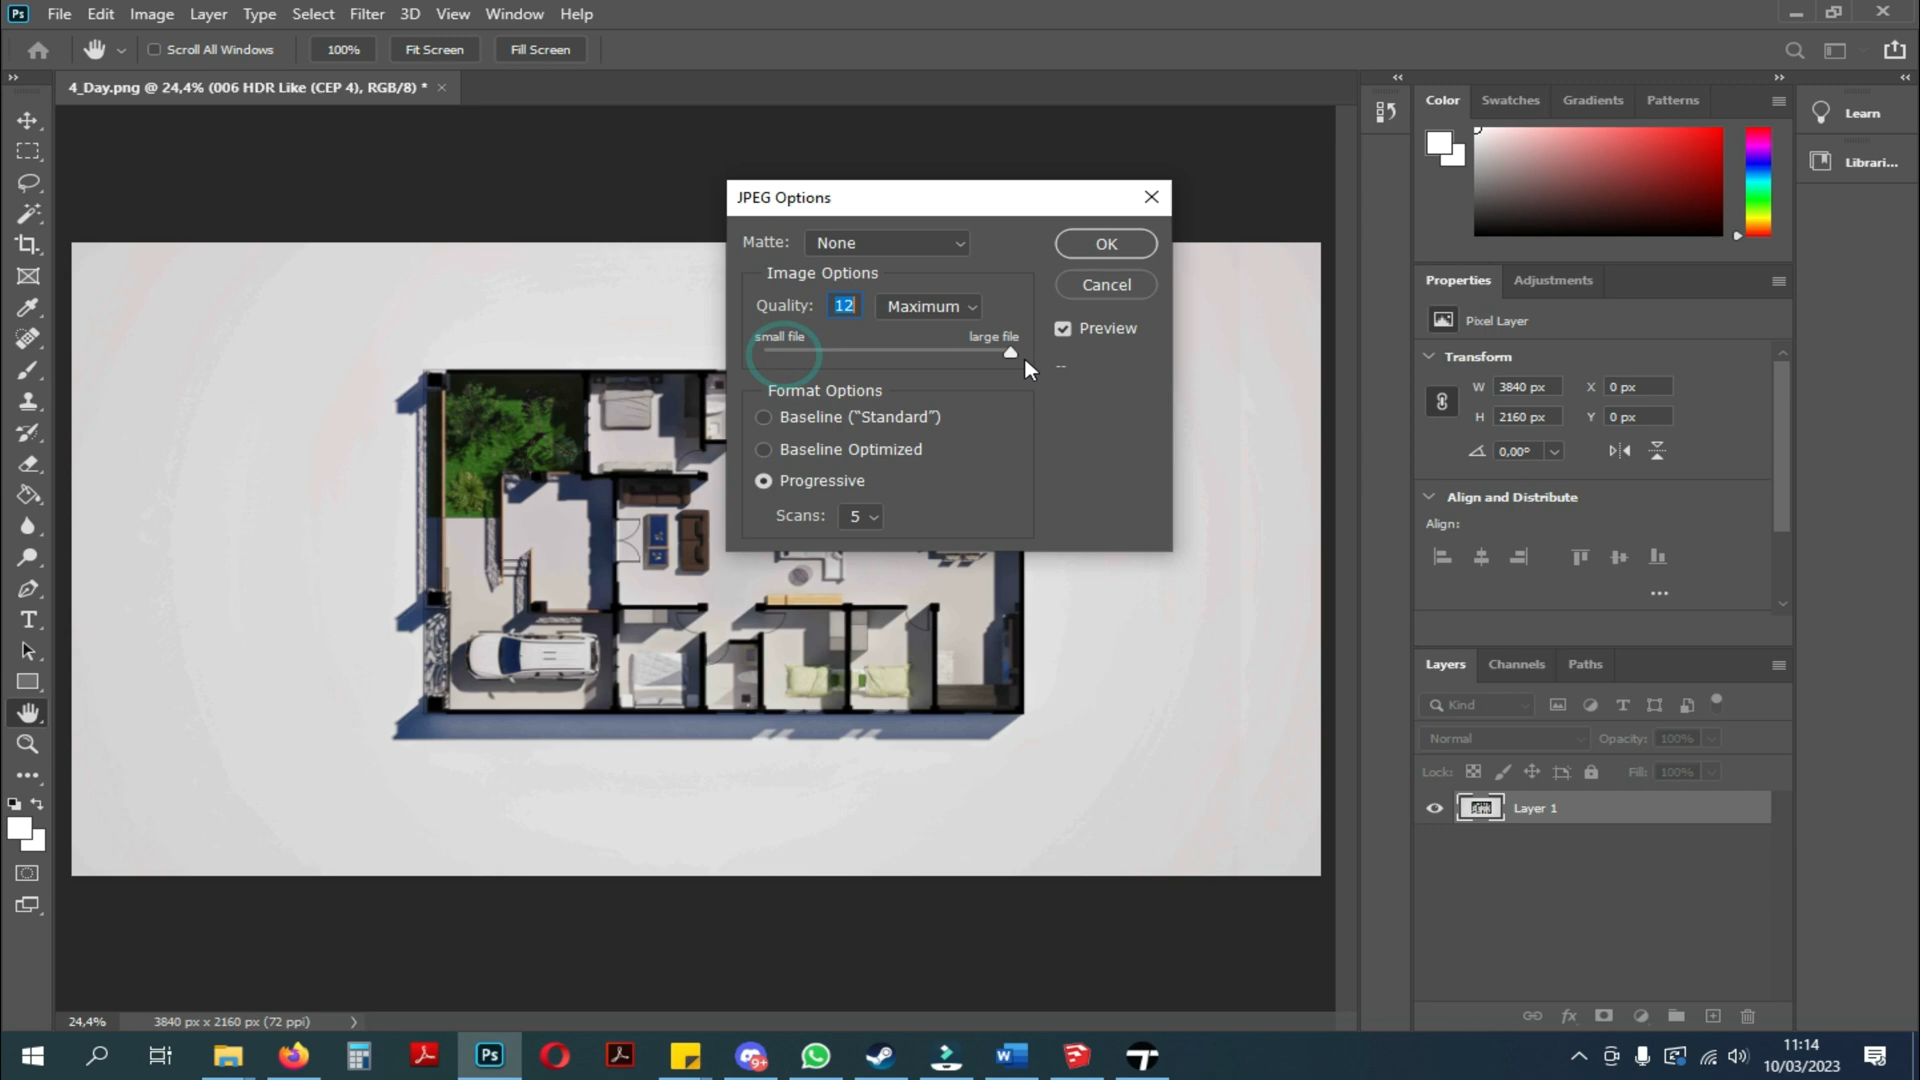 Ps File Edit Image Layer Type Select Filter 3D View Window Help
Scroll All Windows 100% Fit Screen Fill Screen
4_Day.png @ 24,4% (006 HDR Like (CEP 4), RGB/8) *
Color Swatches Gradients Patterns
Learn
Librari...
JPEG Options
Matte: None
OK
Image Options
Cancel
Quality: 12 Maximum
Preview
small file large file
--
Format Options
Baseline ("Standard")
Baseline Optimized
Progressive
Scans: 5
Properties Adjustments
Pixel Layer
Transform
W 3840 px X 0 px
H 2160 px Y 0 px
0,00°
Align and Distribute
Align:
Layers Channels Paths
Kind
Normal Opacity: 100%
Lock: Fill: 100%
Layer 1
fx
24,4% 3840 px x 2160 px (72 ppi)
Ps
9+
W
11:14
10/03/2023